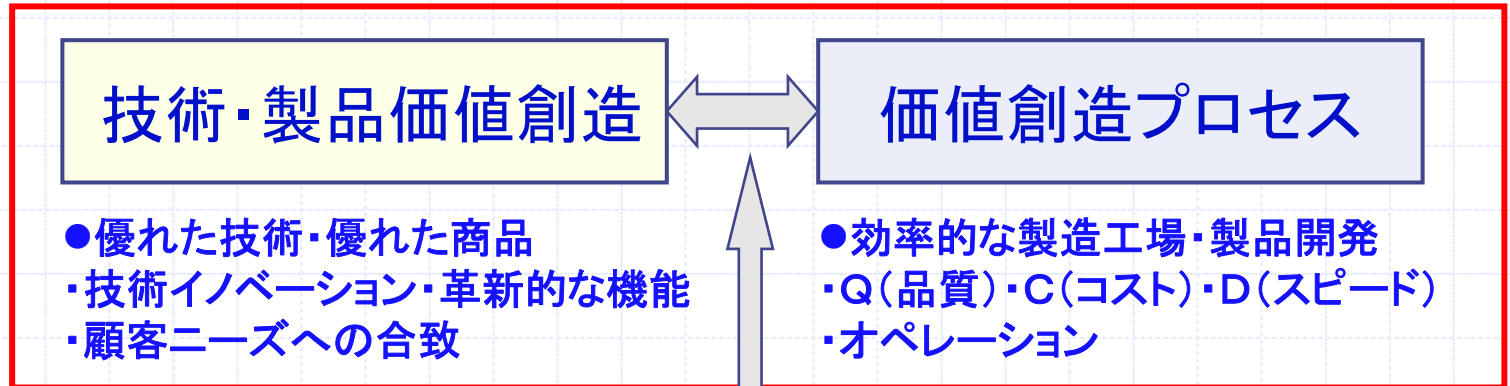 技術・製品価値創造
価値創造プロセス
●優れた技術・優れた商品
・技術イノベーション・革新的な機能
・顧客ニーズへの合致
●効率的な製造工場・製品開発
・Q(品質)・C(コスト)・D(スピード)
・オペレーション